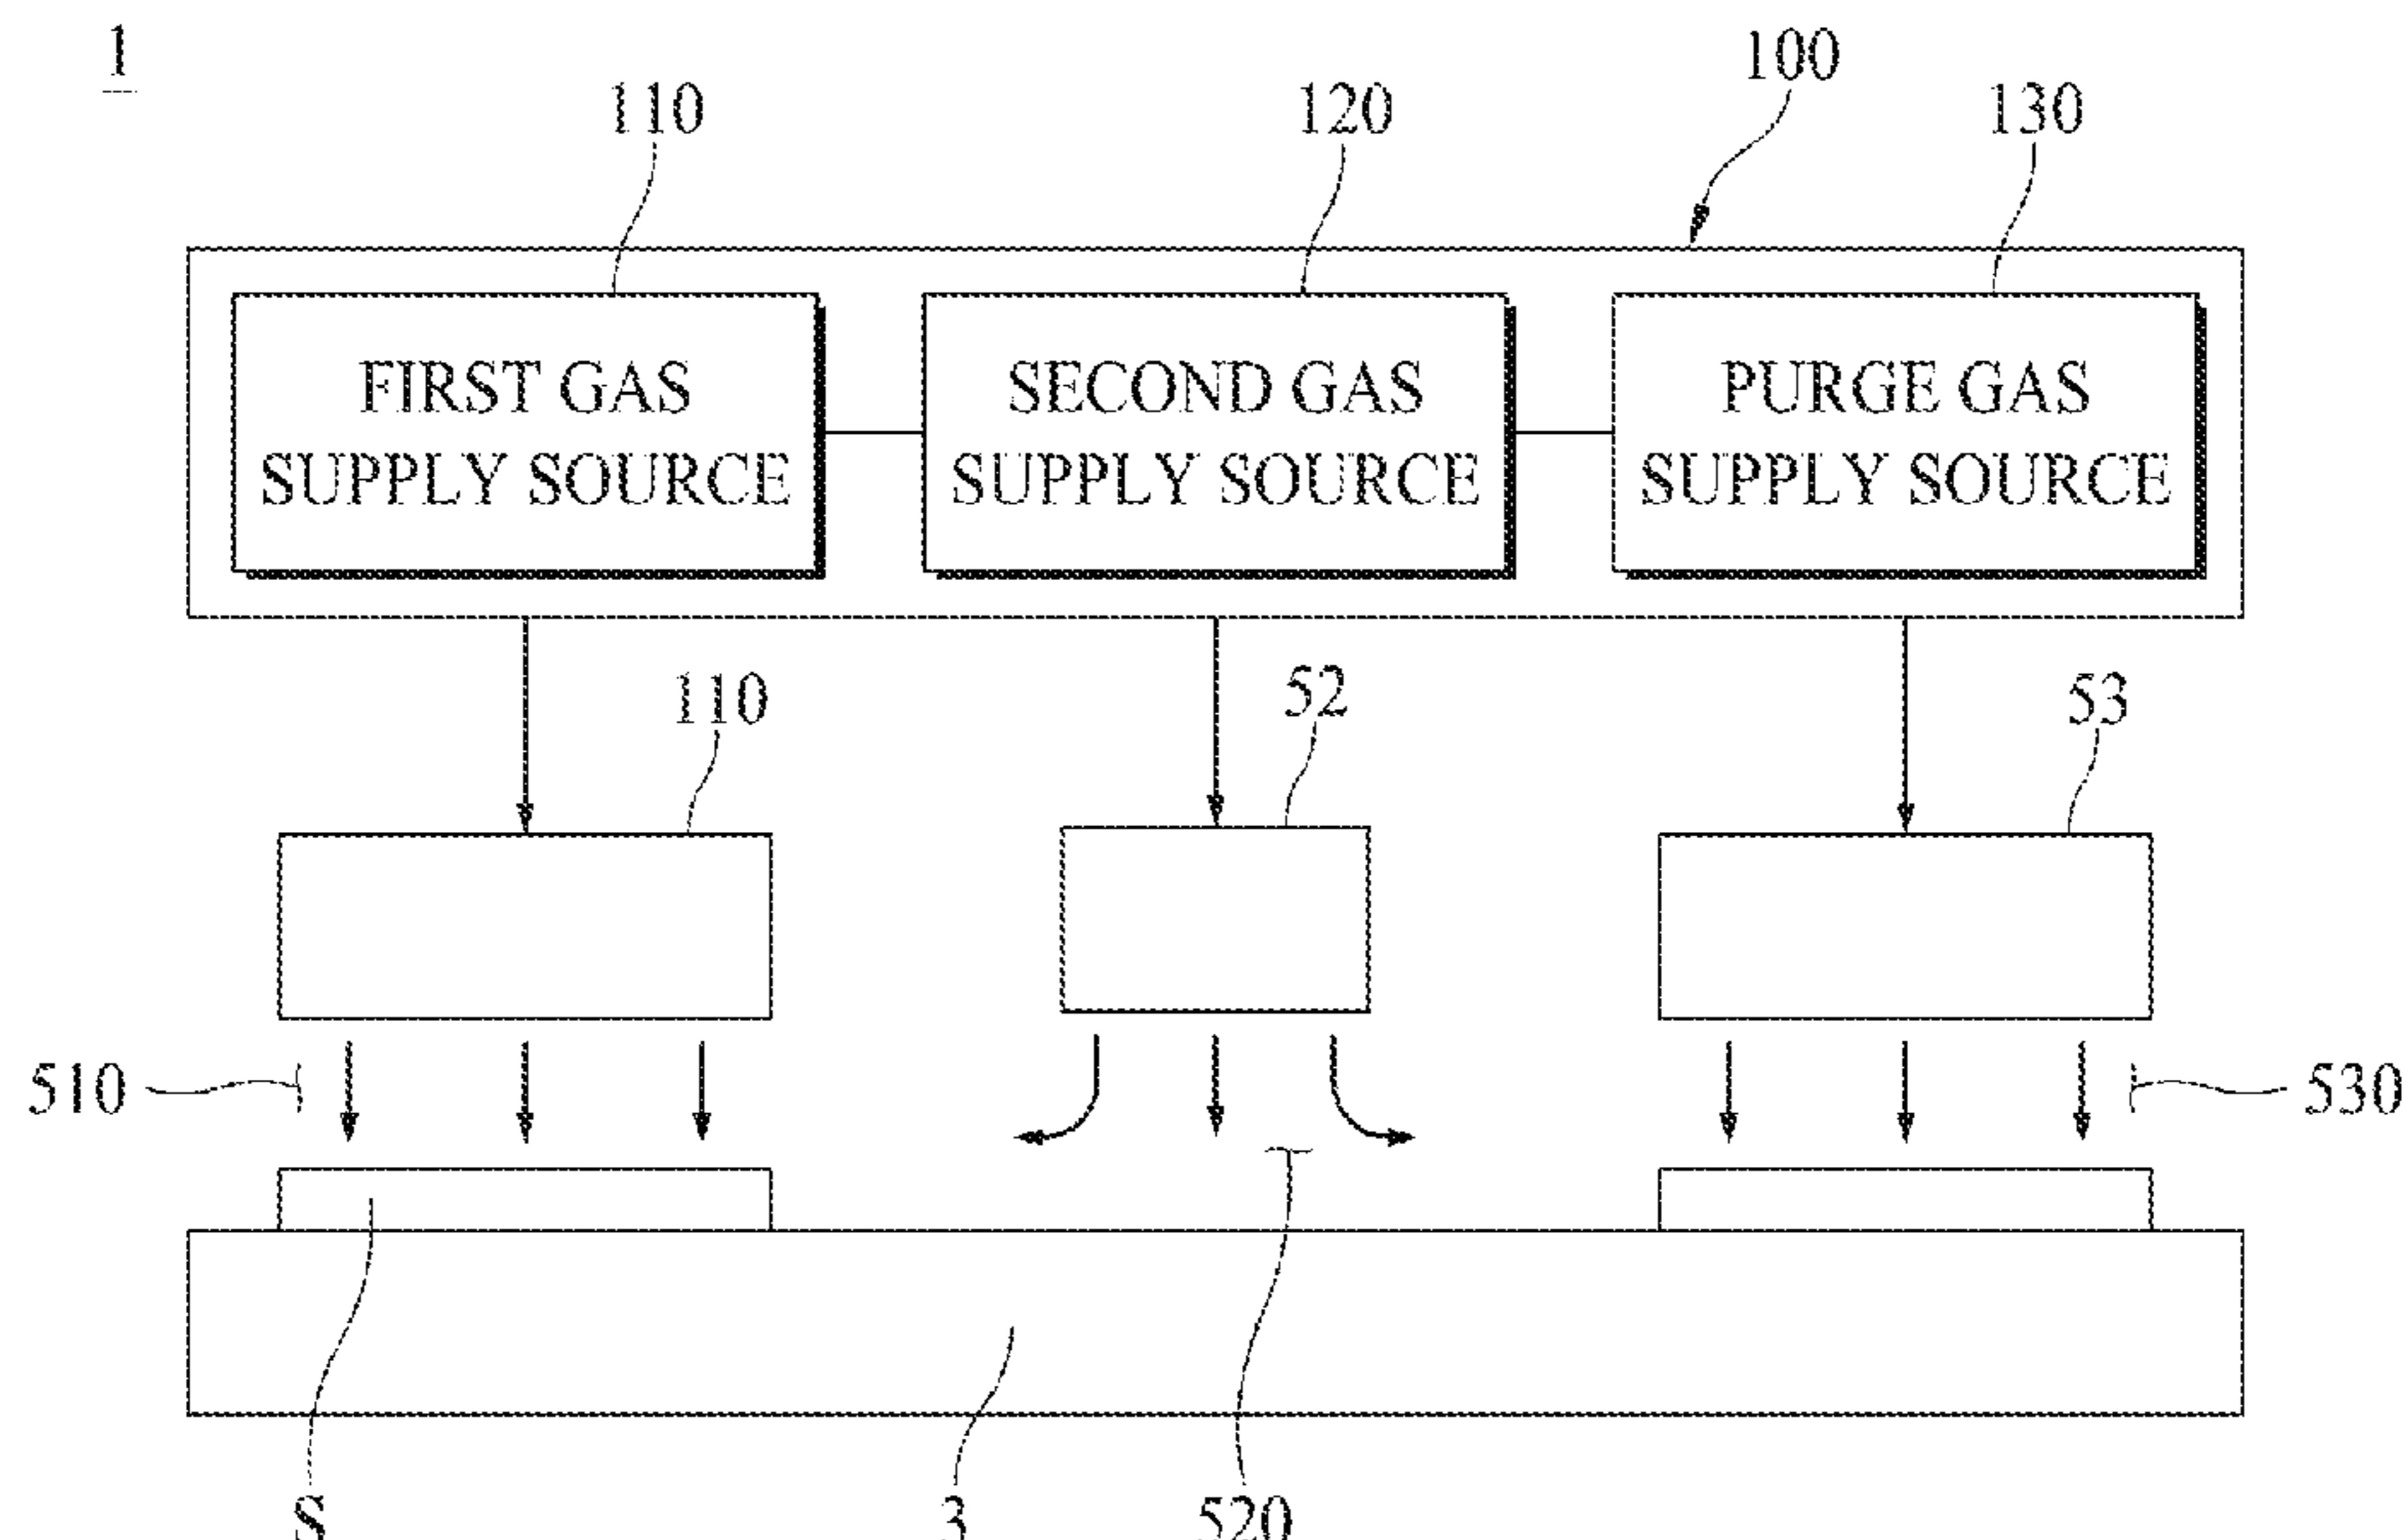 1
100
110
120
130
FIRST GAS
SUPPLY SOURCE
SECOND GAS
SUPPLY SOURCE
PURGE GAS
SUPPLY SOURCE
110
52
53
510
530
S
3
520